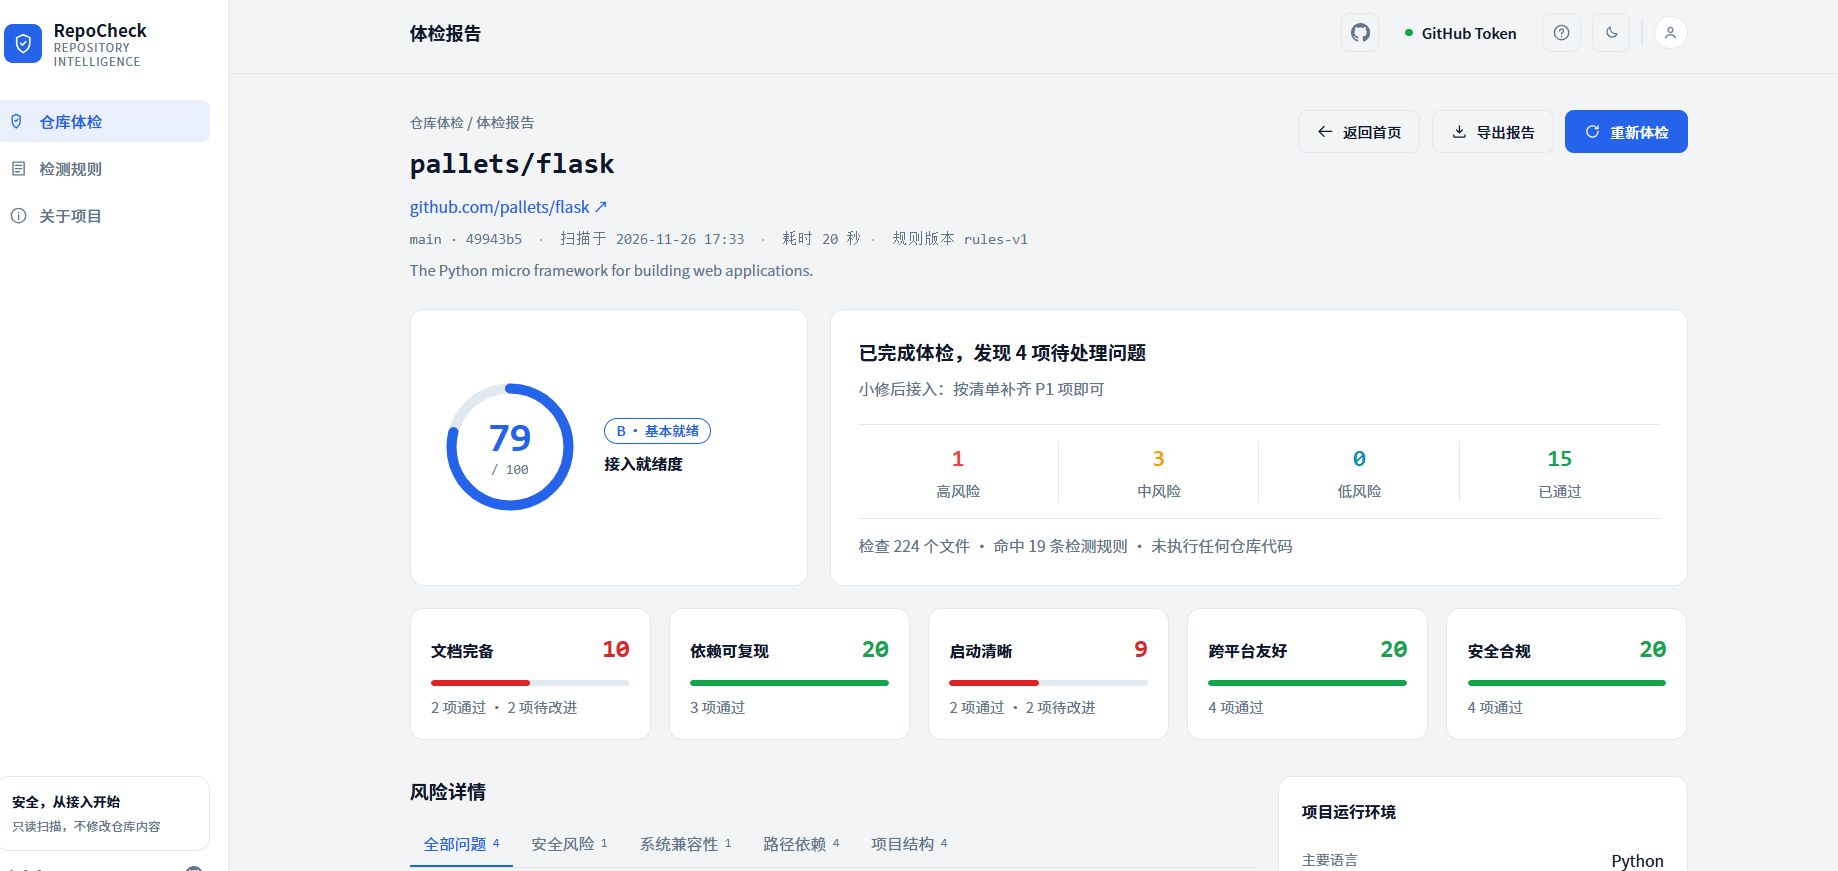 RepoCheck
REPOSITORY
INTELLIGENCE
仓库体检
检测规则
关于项目
安全，从接入开始
只读扫描，不修改仓库内容
体检报告
GitHub Token
仓库体检 / 体检报告
返回首页
导出报告
重新体检
pallets/flask
github.com/pallets/flask ↗
main · 49943b5 · 扫描于 2026-11-26 17:33 · 耗时 20 秒 · 规则版本 rules-v1
The Python micro framework for building web applications.
79
/ 100
B · 基本就绪
接入就绪度
已完成体检，发现 4 项待处理问题
小修后接入：按清单补齐 P1 项即可
1
高风险
3
中风险
0
低风险
15
已通过
检查 224 个文件 · 命中 19 条检测规则 · 未执行任何仓库代码
文档完备 10
2 项通过 · 2 项待改进
依赖可复现 20
3 项通过
启动清晰 9
2 项通过 · 2 项待改进
跨平台友好 20
4 项通过
安全合规 20
4 项通过
风险详情
全部问题 4
安全风险 1
系统兼容性 1
路径依赖 4
项目结构 4
项目运行环境
主要语言 Python